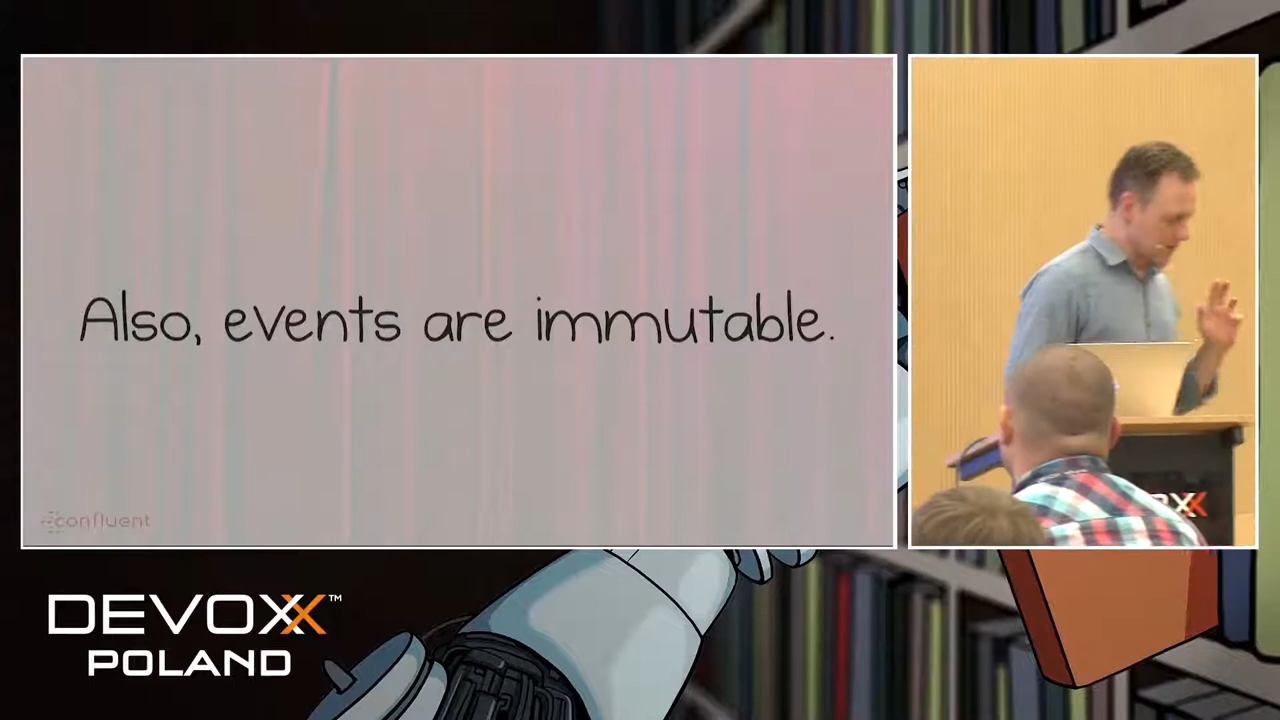 Also, events are immutable.
confluent
DEVOXX™
POLAND